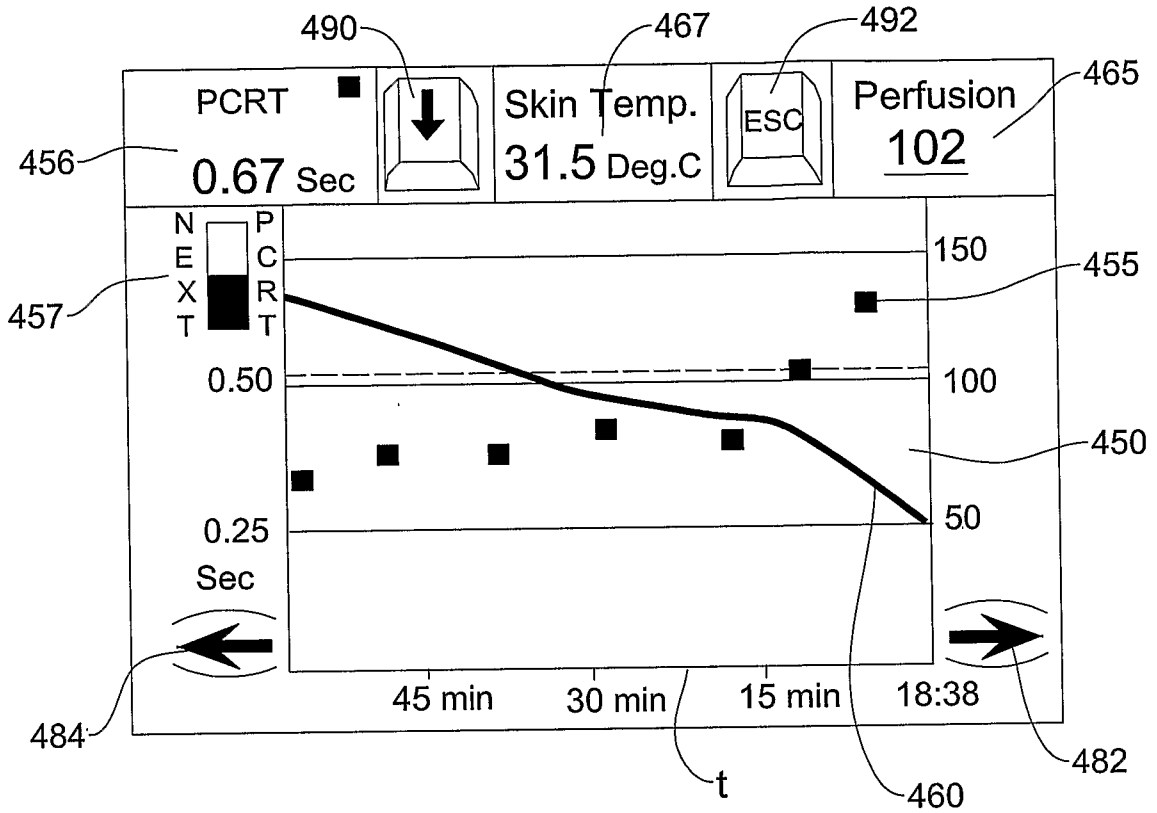 490
467
492
465
PCRT
Skin Temp.
ESC
Perfusion
456
0.67 Sec
31.5 Deg.C
102
NEXT
PCRT
150
455
457
0.50
100
450
0.25
50
Sec
45 min
30 min
15 min
18:38
484
482
t
460